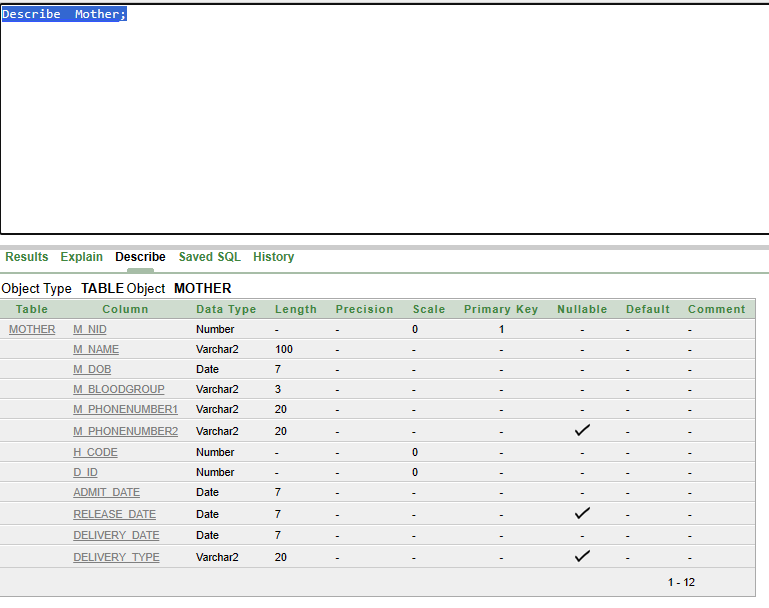 Describe  Mother;
Results Explain Describe Saved SQL History
Object Type TABLE Object MOTHER
Table Column Data Type Length Precision Scale Primary Key Nullable Default Comment
MOTHER M_NID Number - - 0 1 - - -
M_NAME Varchar2 100 - - - - - -
M_DOB Date 7 - - - - - -
M_BLOODGROUP Varchar2 3 - - - - - -
M_PHONENUMBER1 Varchar2 20 - - - - - -
M_PHONENUMBER2 Varchar2 20 - - - ✓ - -
H_CODE Number - - 0 - - - -
D_ID Number - - 0 - - - -
ADMIT_DATE Date 7 - - - - - -
RELEASE_DATE Date 7 - - - ✓ - -
DELIVERY_DATE Date 7 - - - - - -
DELIVERY_TYPE Varchar2 20 - - - ✓ - -
1 - 12